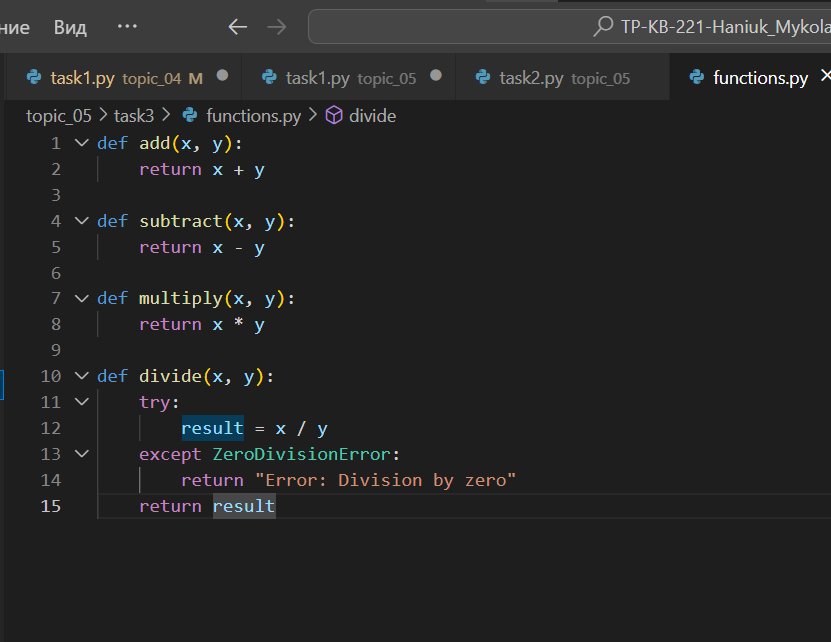 ние Вид ··· TP-KB-221-Haniuk_Mykola
task1.py topic_04 M task1.py topic_05 task2.py topic_05 functions.py
topic_05 > task3 > functions.py > divide
1 def add(x, y):
2 return x + y
3
4 def subtract(x, y):
5 return x - y
6
7 def multiply(x, y):
8 return x * y
9
10 def divide(x, y):
11 try:
12 result = x / y
13 except ZeroDivisionError:
14 return "Error: Division by zero"
15 return result